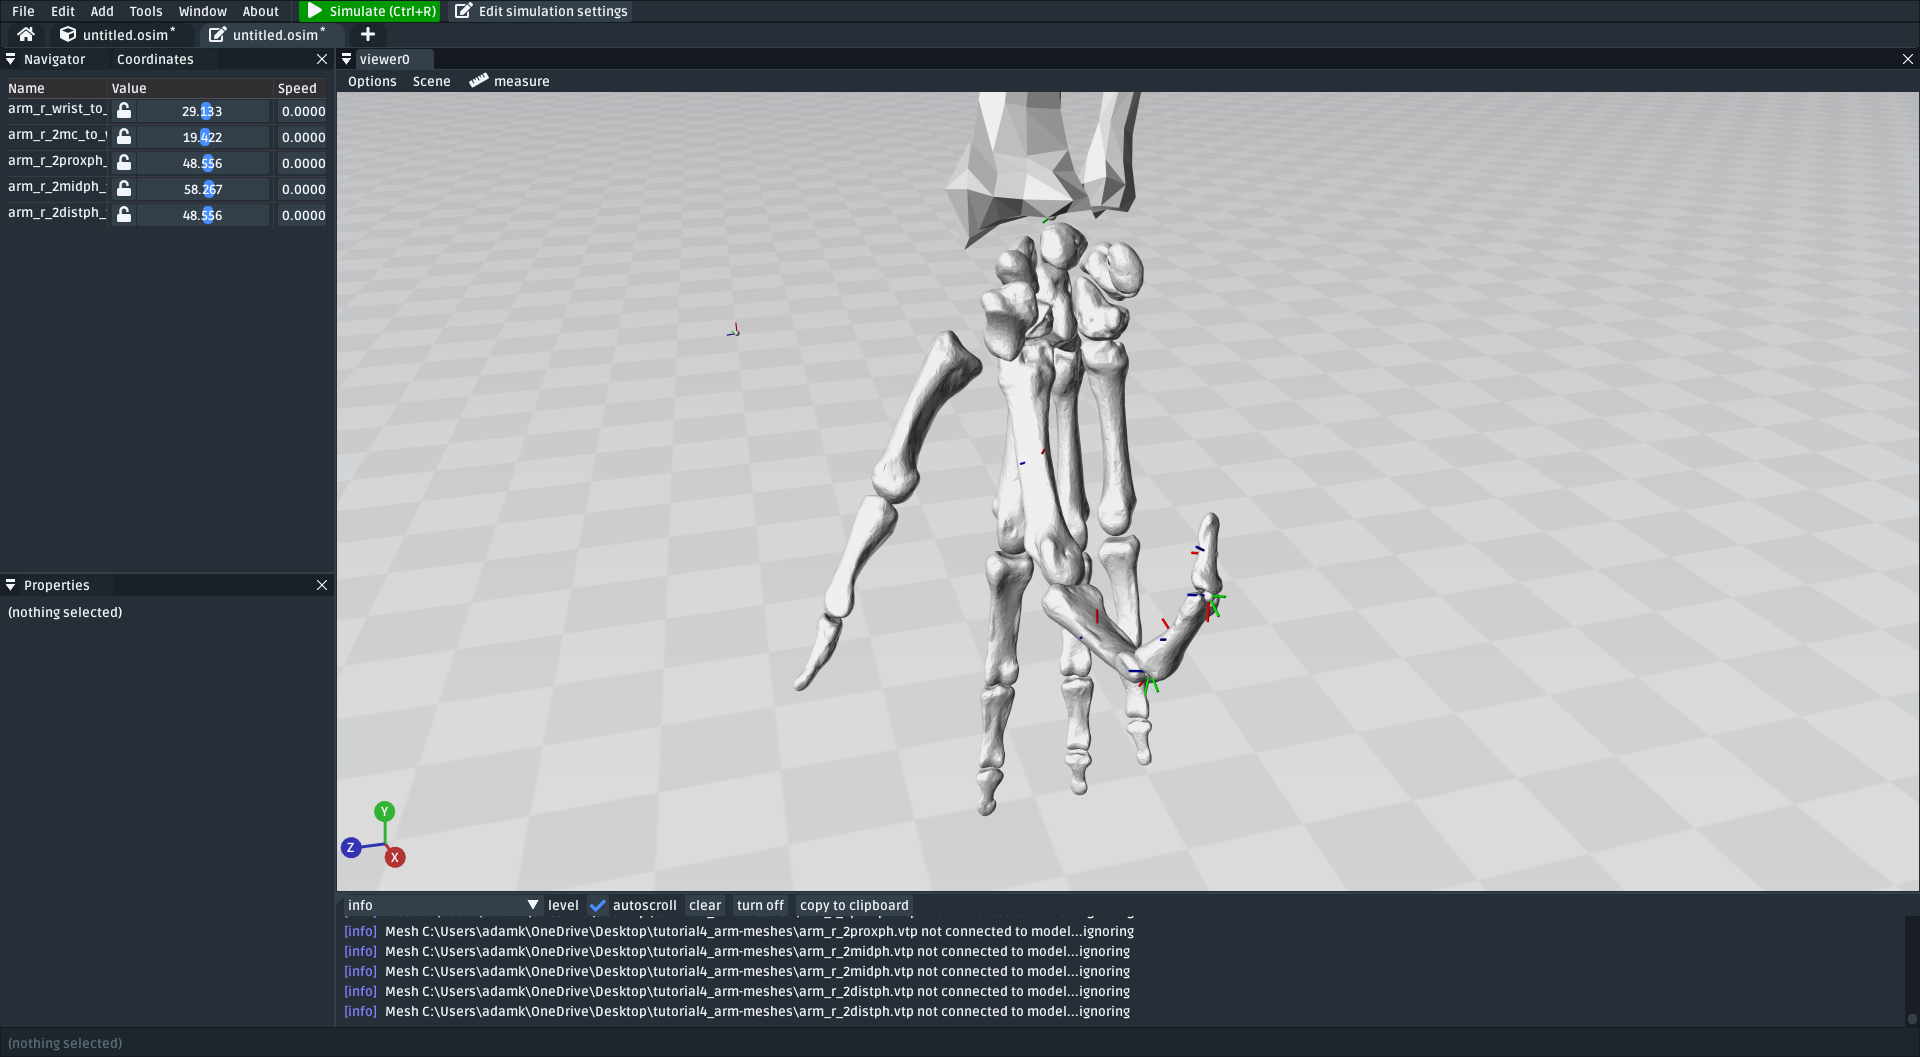 File Edit Add Tools Window About Simulate (Ctrl+R) Edit simulation settings
untitled.osim* untitled.osim*
Navigator Coordinates
Name Value Speed
arm_r_wrist_to_ 29.133 0.0000
arm_r_2mc_to_ 19.422 0.0000
arm_r_2proxph_ 48.556 0.0000
arm_r_2midph_ 58.267 0.0000
arm_r_2distph_ 48.556 0.0000
Properties
(nothing selected)
viewer0
Options Scene measure
Y
Z
X
info level autoscroll clear turn off copy to clipboard
[info] Mesh C:\Users\adamk\OneDrive\Desktop\tutorial4_arm-meshes\arm_r_2proxph.vtp not connected to model...ignoring
[info] Mesh C:\Users\adamk\OneDrive\Desktop\tutorial4_arm-meshes\arm_r_2midph.vtp not connected to model...ignoring
[info] Mesh C:\Users\adamk\OneDrive\Desktop\tutorial4_arm-meshes\arm_r_2midph.vtp not connected to model...ignoring
[info] Mesh C:\Users\adamk\OneDrive\Desktop\tutorial4_arm-meshes\arm_r_2distph.vtp not connected to model...ignoring
[info] Mesh C:\Users\adamk\OneDrive\Desktop\tutorial4_arm-meshes\arm_r_2distph.vtp not connected to model...ignoring
(nothing selected)